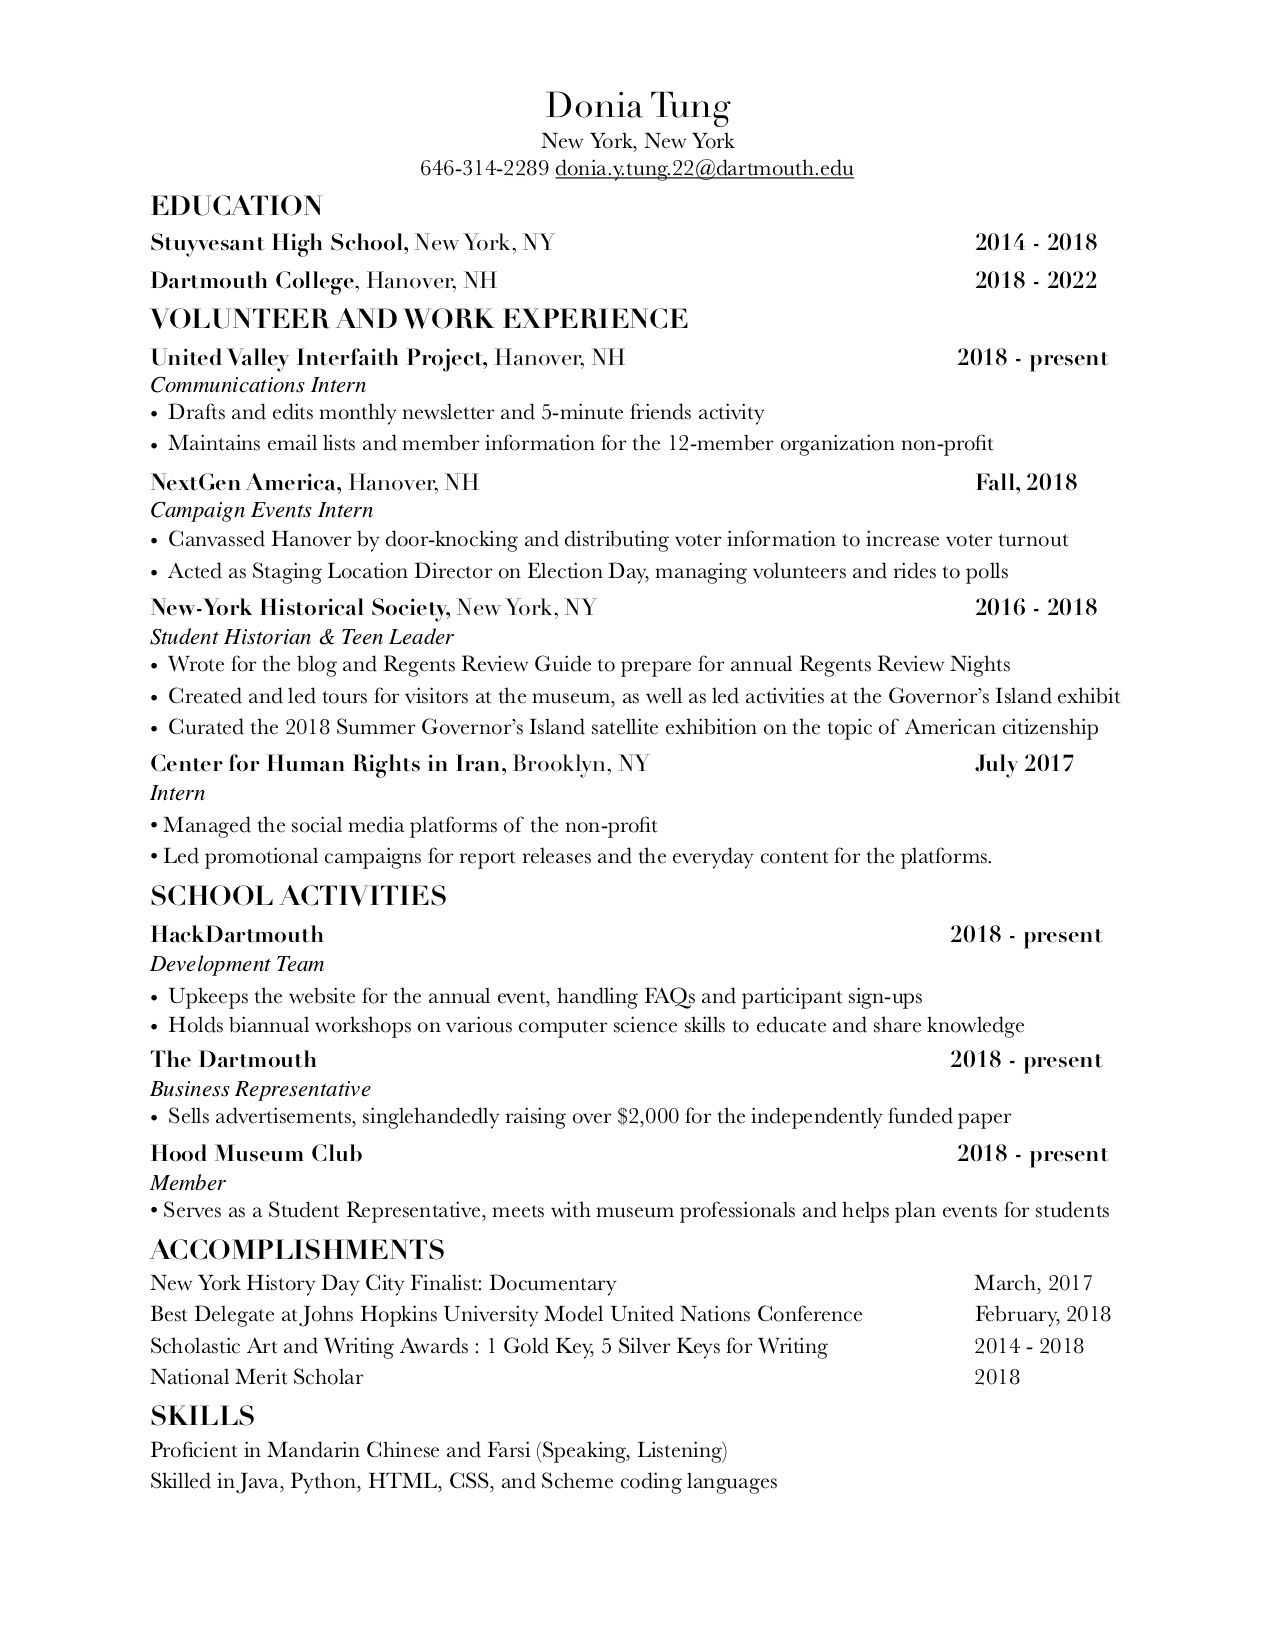 Donia Tung
New York, New York
646-314-2289 donia.y.tung.22@dartmouth.edu
EDUCATION
Stuyvesant High School, New York, NY 2014 - 2018
Dartmouth College, Hanover, NH 2018 - 2022
VOLUNTEER AND WORK EXPERIENCE
United Valley Interfaith Project, Hanover, NH 2018 - present
Communications Intern
• Drafts and edits monthly newsletter and 5-minute friends activity
• Maintains email lists and member information for the 12-member organization non-profit
NextGen America, Hanover, NH Fall, 2018
Campaign Events Intern
• Canvassed Hanover by door-knocking and distributing voter information to increase voter turnout
• Acted as Staging Location Director on Election Day, managing volunteers and rides to polls
New-York Historical Society, New York, NY 2016 - 2018
Student Historian & Teen Leader
• Wrote for the blog and Regents Review Guide to prepare for annual Regents Review Nights
• Created and led tours for visitors at the museum, as well as led activities at the Governor's Island exhibit
• Curated the 2018 Summer Governor's Island satellite exhibition on the topic of American citizenship
Center for Human Rights in Iran, Brooklyn, NY July 2017
Intern
• Managed the social media platforms of the non-profit
• Led promotional campaigns for report releases and the everyday content for the platforms.
SCHOOL ACTIVITIES
HackDartmouth 2018 - present
Development Team
• Upkeeps the website for the annual event, handling FAQs and participant sign-ups
• Holds biannual workshops on various computer science skills to educate and share knowledge
The Dartmouth 2018 - present
Business Representative
• Sells advertisements, singlehandedly raising over $2,000 for the independently funded paper
Hood Museum Club 2018 - present
Member
• Serves as a Student Representative, meets with museum professionals and helps plan events for students
ACCOMPLISHMENTS
New York History Day City Finalist: Documentary March, 2017
Best Delegate at Johns Hopkins University Model United Nations Conference February, 2018
Scholastic Art and Writing Awards : 1 Gold Key, 5 Silver Keys for Writing 2014 - 2018
National Merit Scholar 2018
SKILLS
Proficient in Mandarin Chinese and Farsi (Speaking, Listening)
Skilled in Java, Python, HTML, CSS, and Scheme coding languages